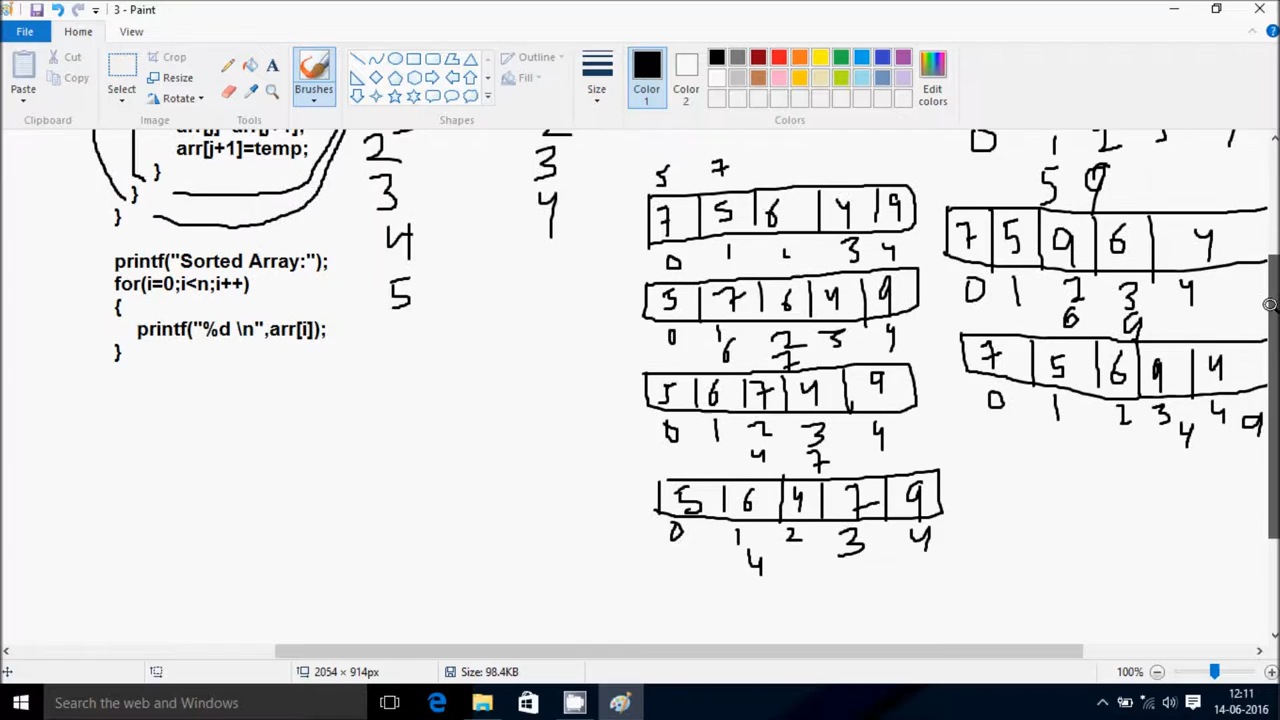 3 - Paint
File
Home
View
Paste
Cut
Copy
Clipboard
Select
Crop
Resize
Rotate
Image
Tools
Brushes
Shapes
Outline
Fill
Size
Color 1
Color 2
Edit colors
Colors
arr[j+1]=temp;
}
}
}
printf("Sorted Array:");
for(i=0;i<n;i++)
{
printf("%d \n",arr[i]);
}
2
3
4
5
3
4
5 7
7 5 6 4 9
0 1 2 3 4
5 7 6 4 9
0 1 2 3 4
6 7
5 6 7 4 9
0 1 2 3 4
4 7
5 6 4 7 9
0 1 2 3 4
4
0 1 2
5 9
7 5 9 6 4
0 1 2 3 4
6 9
7 5 6 9 4
0 1 2 3 4
4 9
2054 × 914px
Size: 98.4KB
100%
Search the web and Windows
12:11
14-06-2016